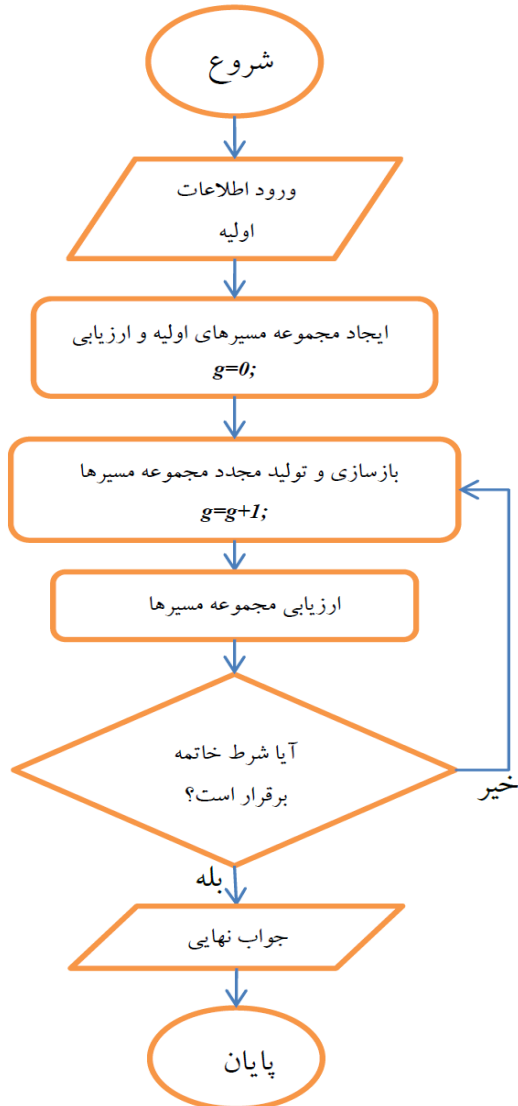 شروع
ورود اطلاعات
اولیه
ایجاد مجموعه مسیرهای اولیه و ارزیابی
g=0;
بازسازی و تولید مجدد مجموعه مسیرها
g=g+1;
ارزیابی مجموعه مسیرها
آیا شرط خاتمه
برقرار است؟
خیر
بله
جواب نهایی
پایان